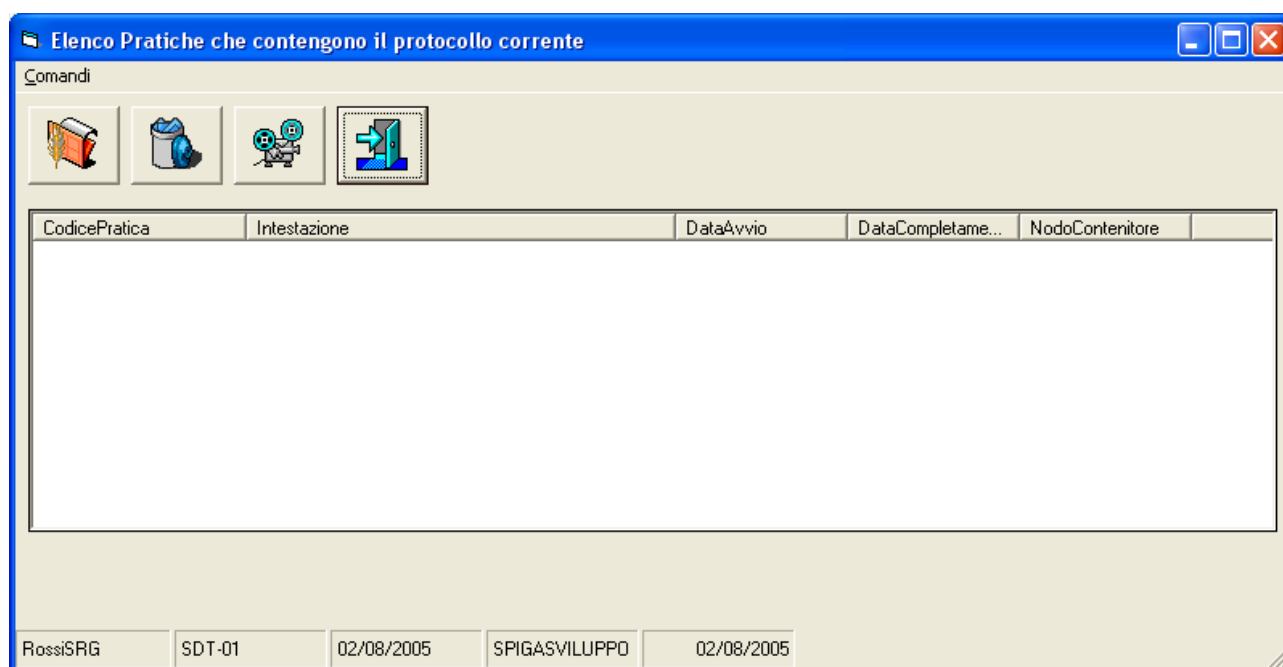 Elenco Pratiche che contengono il protocollo corrente
Comandi
CodicePratica Intestazione DataAvvio DataCompletame... NodoContenitore
RossiSRG SDT-01 02/08/2005 SPIGASVILUPPO 02/08/2005